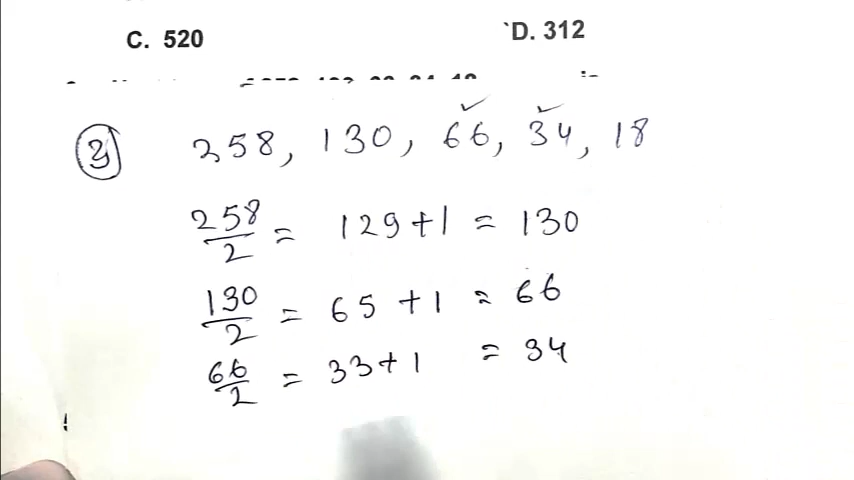 C. 520 D. 312
3) 258, 130, 66, 34, 18
258/2 = 129 + 1 = 130
130/2 = 65 + 1 = 66
66/2 = 33 + 1 = 34